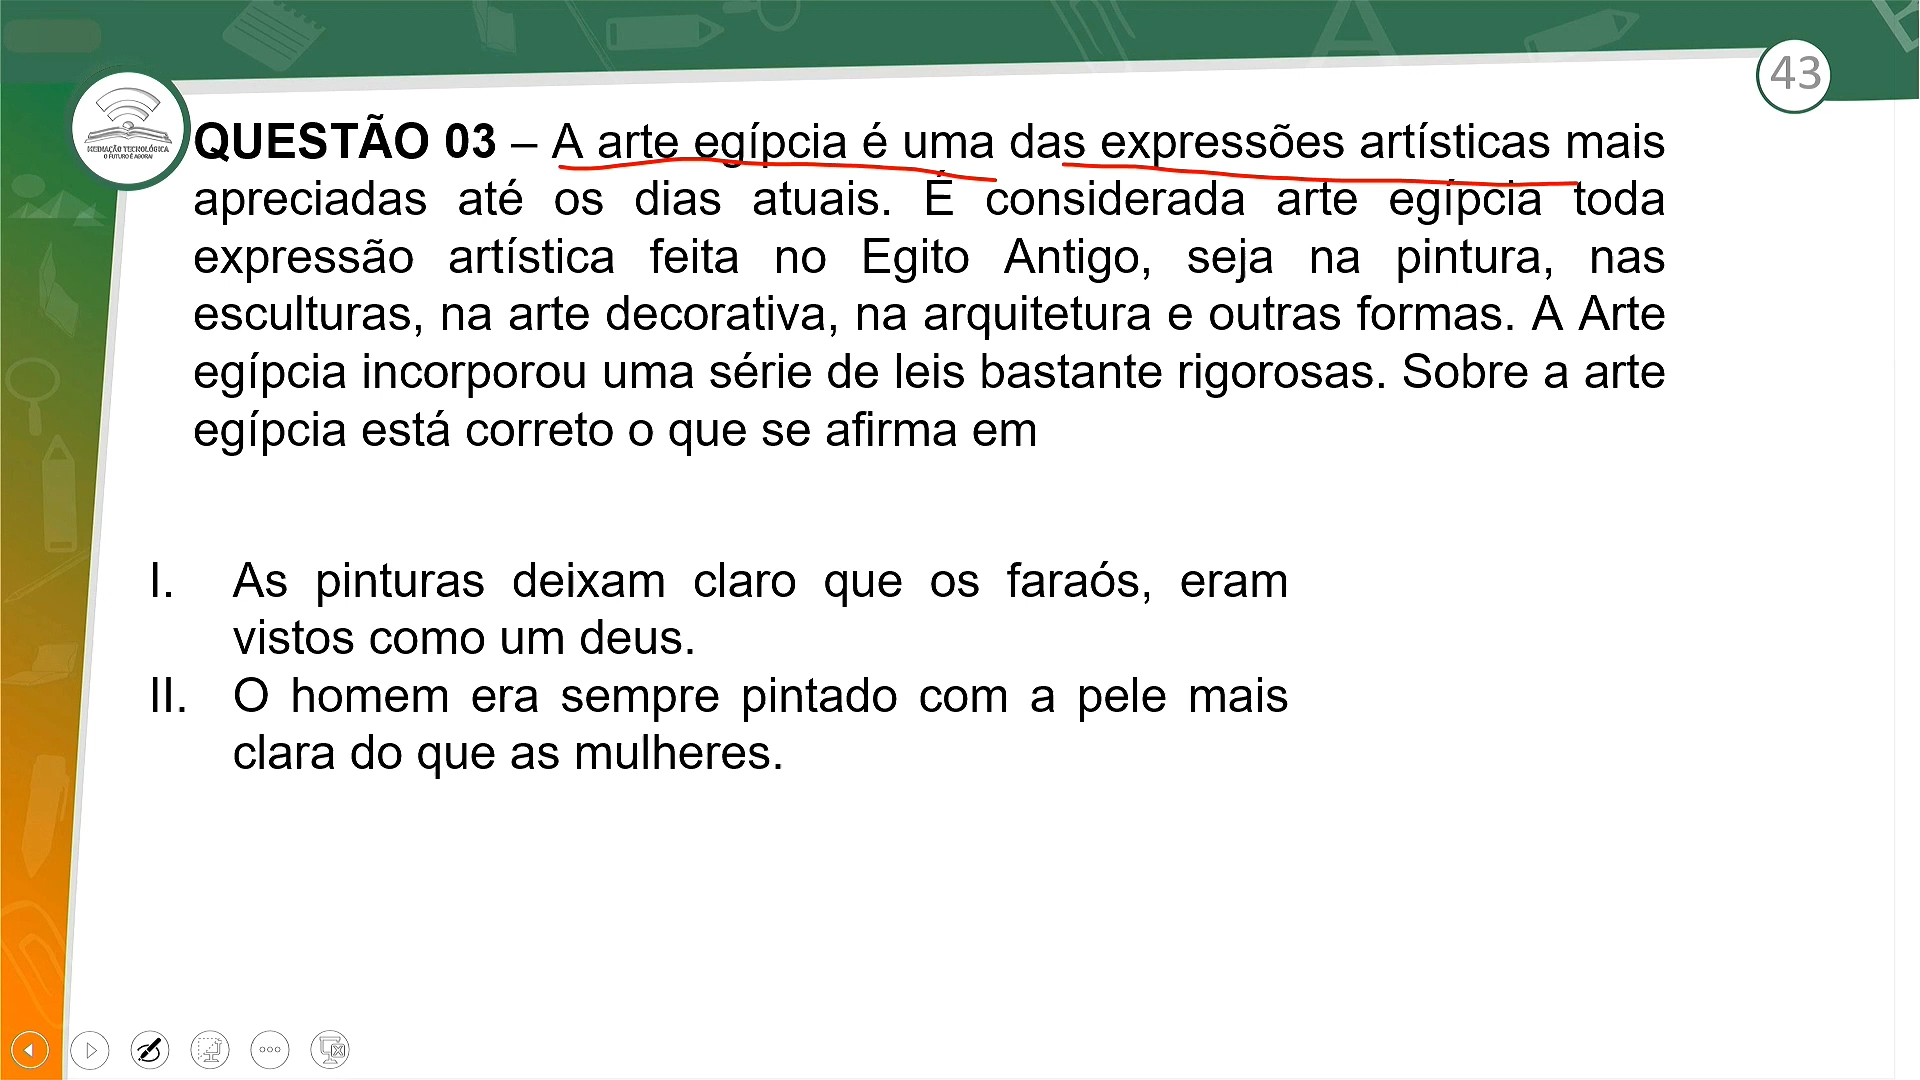 43
MEDIAÇÃO TECNOLÓGICA
O FUTURO É AGORA!
QUESTÃO 03 – A arte egípcia é uma das expressões artísticas mais
apreciadas até os dias atuais. É considerada arte egípcia toda
expressão artística feita no Egito Antigo, seja na pintura, nas
esculturas, na arte decorativa, na arquitetura e outras formas. A Arte
egípcia incorporou uma série de leis bastante rigorosas. Sobre a arte
egípcia está correto o que se afirma em
I. As pinturas deixam claro que os faraós, eram
vistos como um deus.
II. O homem era sempre pintado com a pele mais
clara do que as mulheres.